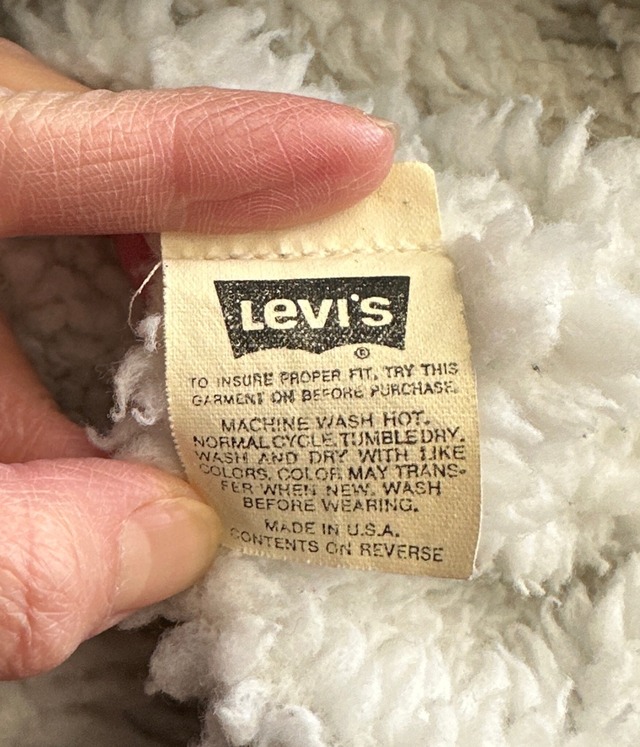 Levi's
®
TO INSURE PROPER FIT, TRY THIS
GARMENT ON BEFORE PURCHASE.
MACHINE WASH HOT.
NORMAL CYCLE. TUMBLE DRY.
WASH AND DRY WITH LIKE
COLORS. COLOR MAY TRANS-
FER WHEN NEW. WASH
BEFORE WEARING.
MADE IN U.S.A.
CONTENTS ON REVERSE